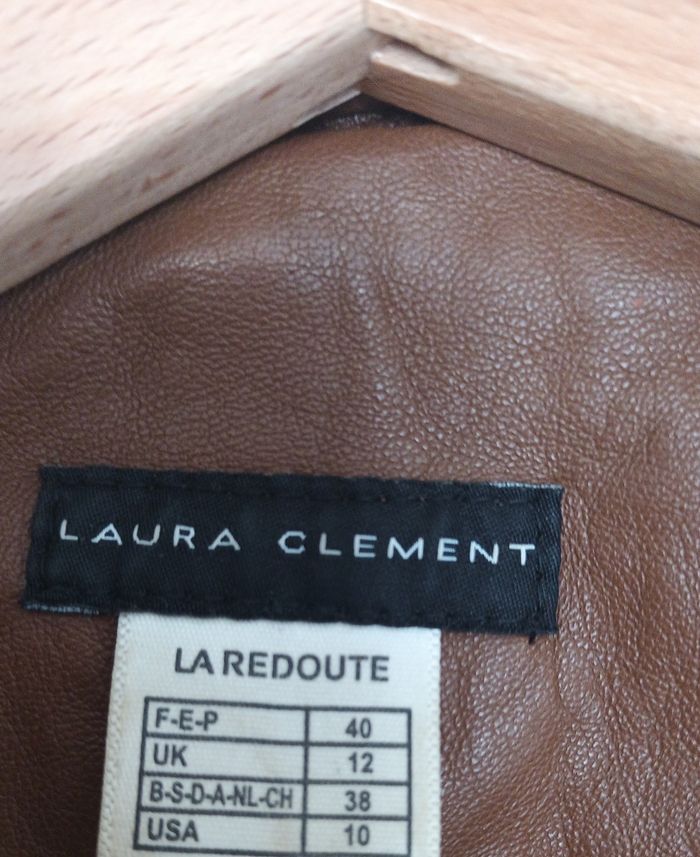 LAURA CLEMENT
LA REDOUTE
F-E-P 40
UK 12
B-S-D-A-NL-CH 38
USA 10